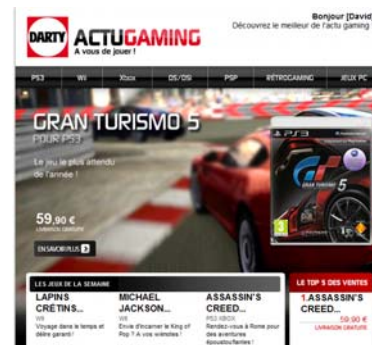 Bonjour [David
Découvrez le meilleur de l'actu gaming
DARTY ACTUGAMING
A vous de jouer !
PS3 Wii Xbox DS/DSi PSP RÉTROGAMING JEUX PC
GRAN TURISMO 5
POUR PS3
Le jeu le plus attendu
de l'année !
59,90 €
LIVRAISON GRATUITE
EN SAVOIR PLUS
PS3
GRAN TURISMO 5
LES JEUX DE LA SEMAINE
LAPINS
CRÉTINS...
Wii
Voyage dans le temps et
délire garanti !
MICHAEL
JACKSON...
Wii
Envie d'incarner le King of
Pop ? A vos wiimotes !
ASSASSIN'S
CREED...
PS3 XBOX
Rendez-vous à Rome pour
des aventures
époustouflantes !
LE TOP 5 DES VENTES
1.ASSASSIN'S
CREED...
59,90 €
LIVRAISON GRATUITE